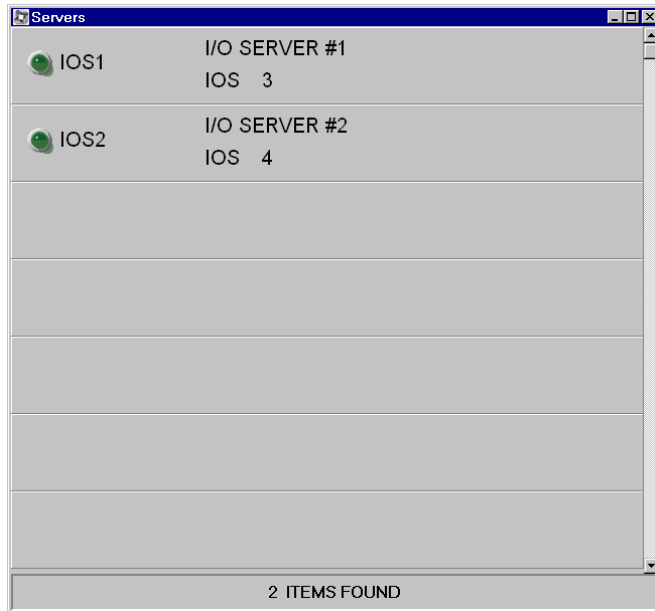 Servers
IOS1
I/O SERVER #1
IOS 3
IOS2
I/O SERVER #2
IOS 4
2 ITEMS FOUND